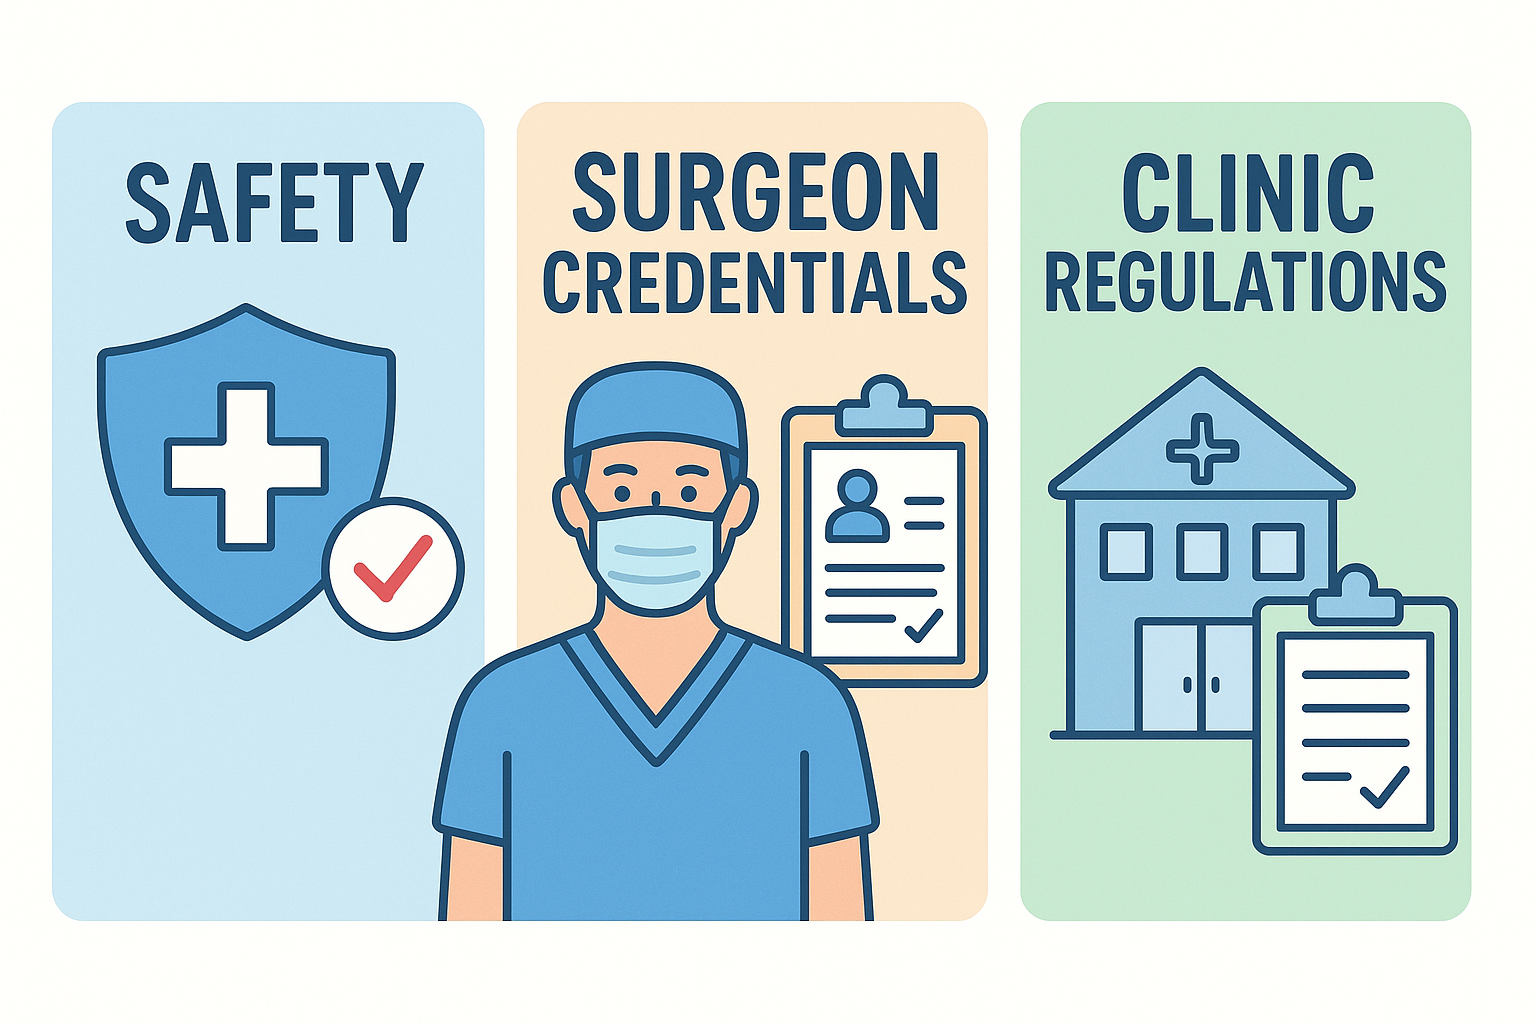 SAFETY
SURGEON
CREDENTIALS
CLINIC
REGULATIONS